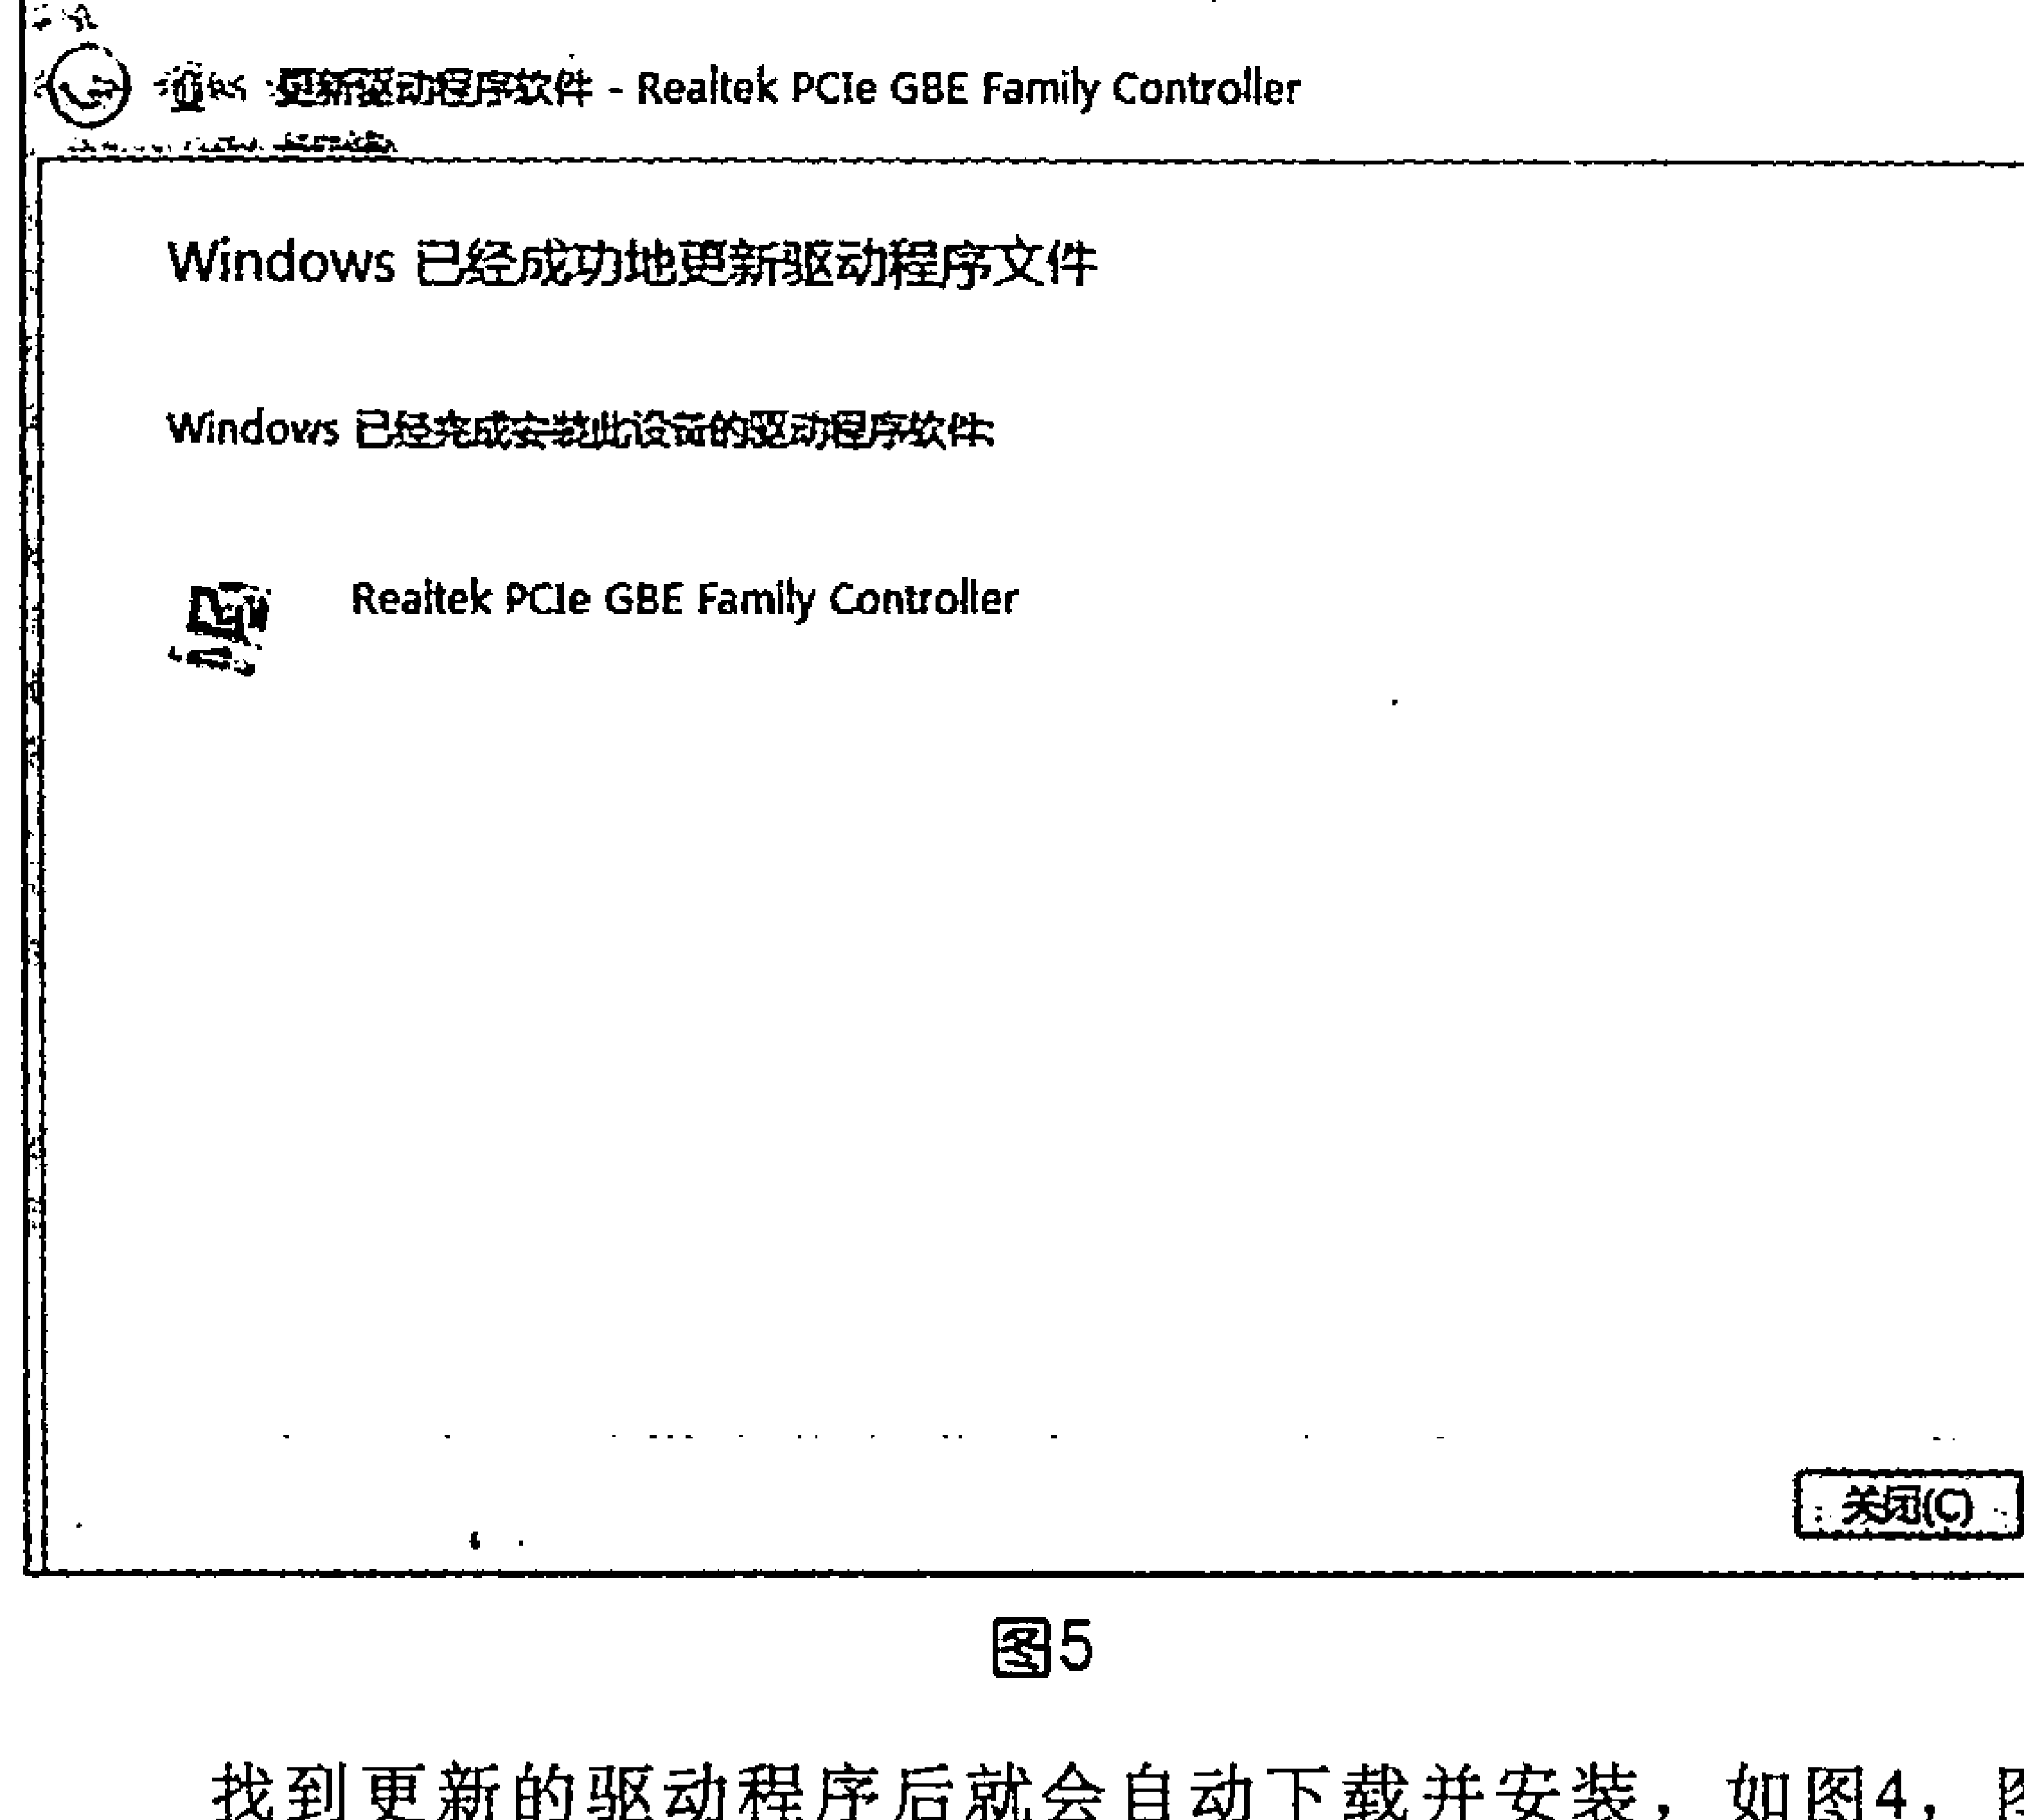 更新驱动程序软件 - Realtek PCIe GBE Family Controller
Windows 已经成功地更新驱动程序文件
Windows 已经完成安装此设备的驱动程序软件:
Realtek PCIe GBE Family Controller
关闭(C)
图5
找到更新的驱动程序后就会自动下载并安装，如图4，图